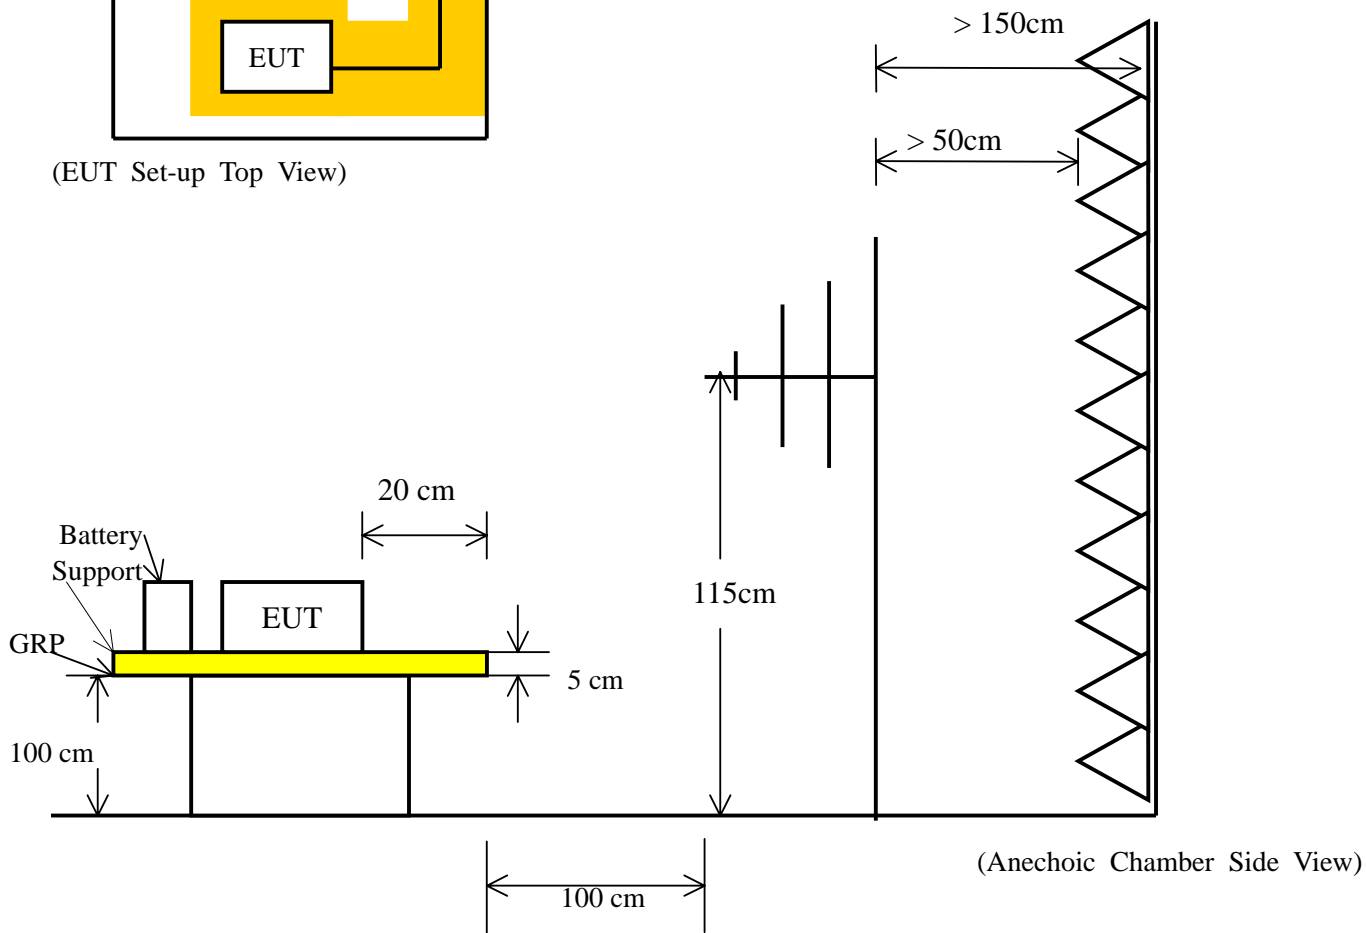 > 150cm
EUT
> 50cm
(EUT Set-up Top View)
20 cm
Battery
Support
115cm
EUT
GRP
5 cm
100 cm
(Anechoic Chamber Side View)
100 cm